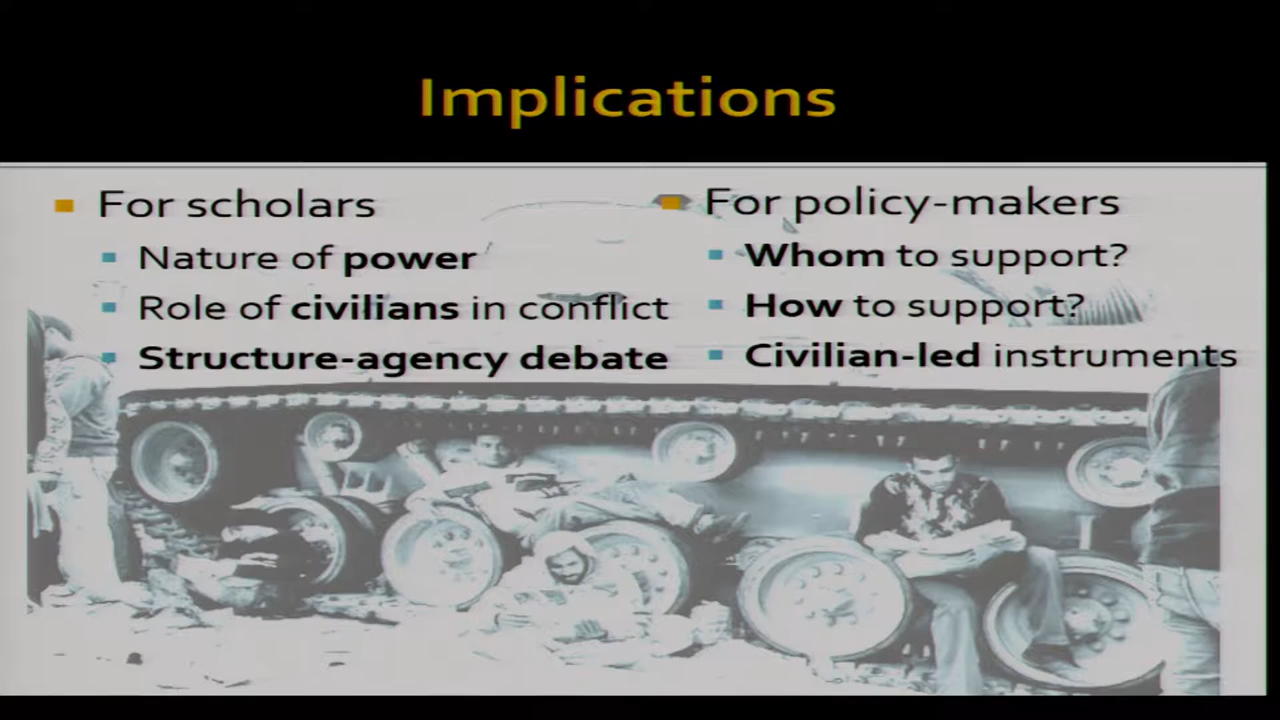 Implications
For scholars
Nature of power
Role of civilians in conflict
Structure-agency debate
For policy-makers
Whom to support?
How to support?
Civilian-led instruments